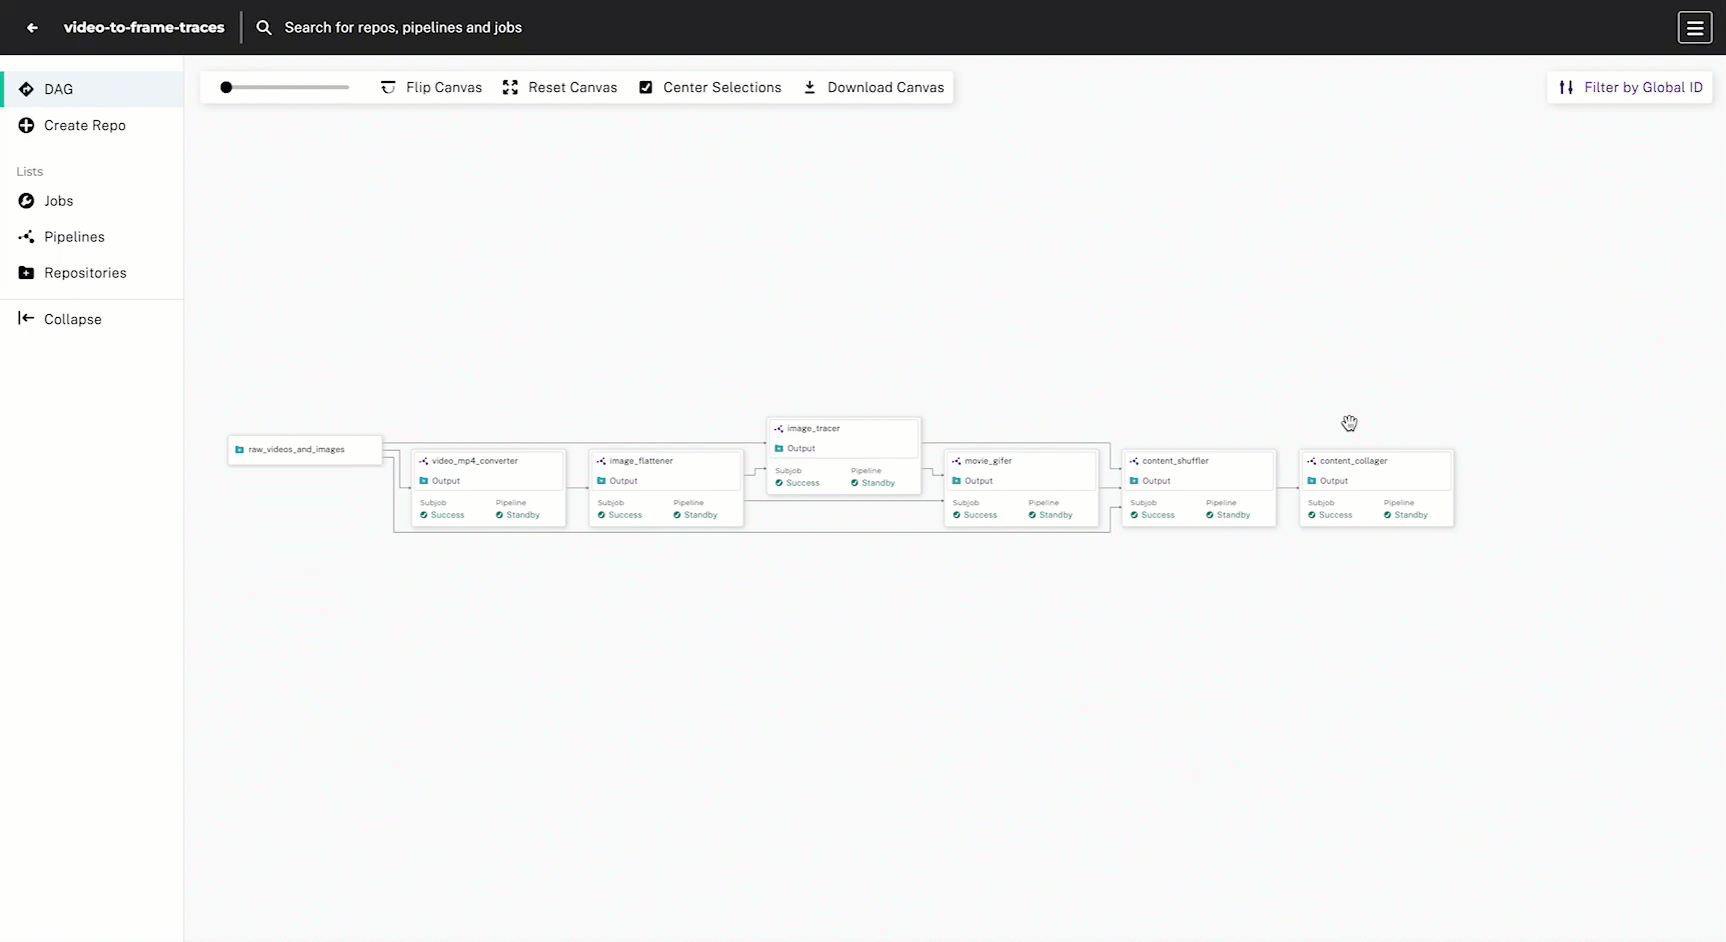 video-to-frame-traces
Search for repos, pipelines and jobs
DAG
Create Repo
Lists
Jobs
Pipelines
Repositories
Collapse
Flip Canvas
Reset Canvas
Center Selections
Download Canvas
Filter by Global ID
raw_videos_and_images
video_mp4_converter
Output
Subjob Pipeline
Success Standby
image_flattener
Output
Subjob Pipeline
Success Standby
image_tracer
Output
Subjob Pipeline
Success Standby
movie_gifer
Output
Subjob Pipeline
Success Standby
content_shuffler
Output
Subjob Pipeline
Success Standby
content_collager
Output
Subjob Pipeline
Success Standby